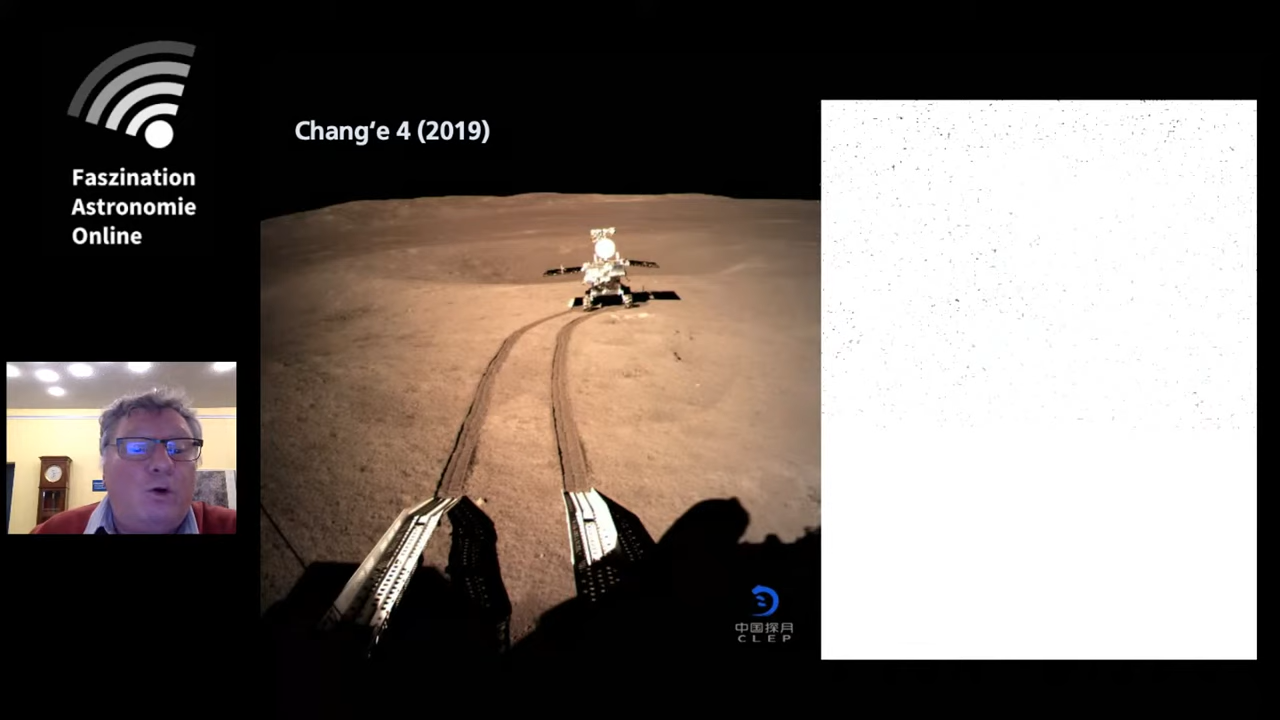 Faszination
Astronomie
Online
Chang‘e 4 (2019)
中国探月
CLEP